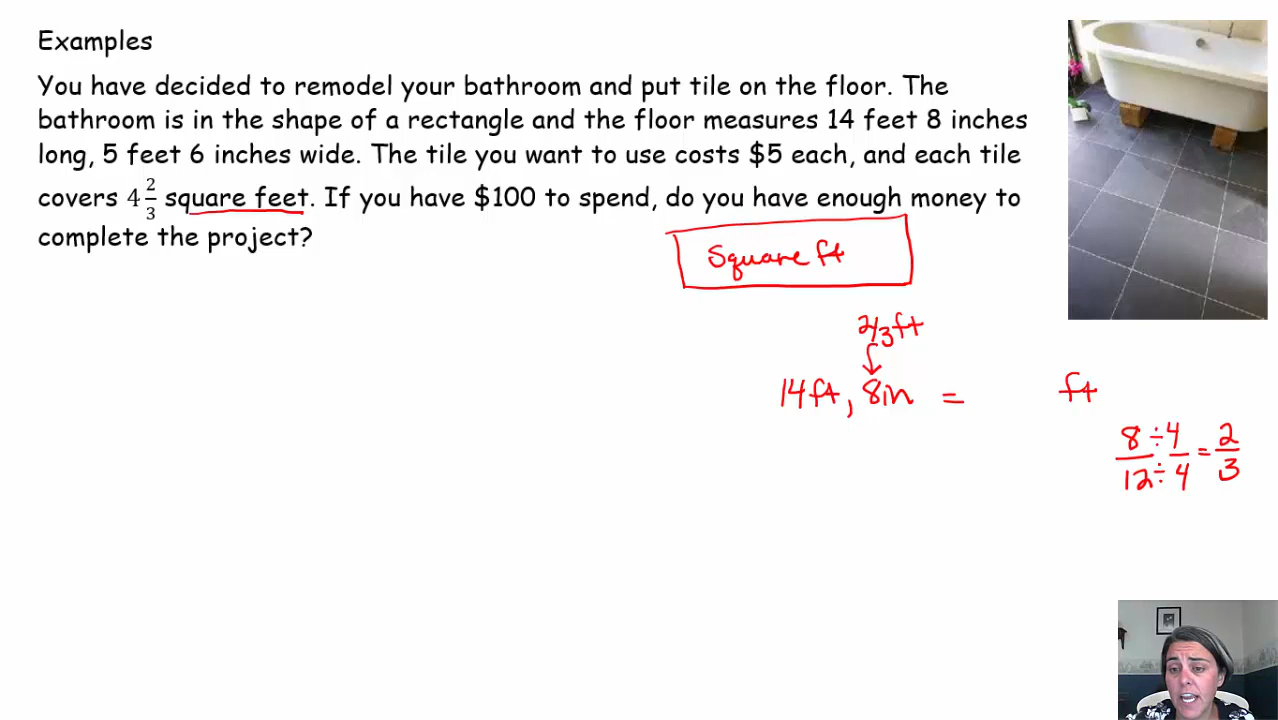 Examples
You have decided to remodel your bathroom and put tile on the floor. The
bathroom is in the shape of a rectangle and the floor measures 14 feet 8 inches
long, 5 feet 6 inches wide. The tile you want to use costs $5 each, and each tile
covers 4 2/3 square feet. If you have $100 to spend, do you have enough money to
complete the project?
Square ft
2/3 ft
14ft, 8in = ft
8 ÷ 4 / 12 ÷ 4 = 2/3